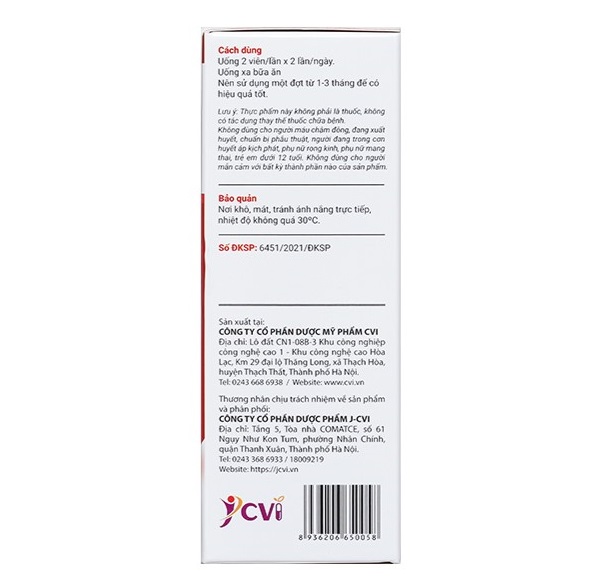 Cách dùng
Uống 2 viên/lần x 2 lần/ngày.
Uống xa bữa ăn
Nên sử dụng một đợt từ 1-3 tháng để có
hiệu quả tốt.
Lưu ý: Thực phẩm này không phải là thuốc, không
có tác dụng thay thế thuốc chữa bệnh.
Không dùng cho người máu chậm đông, đang xuất
huyết, chuẩn bị phẫu thuật, người đang trong cơn
huyết áp kịch phát, phụ nữ rong kinh, phụ nữ mang
thai, trẻ em dưới 12 tuổi. Không dùng cho người
mẫn cảm với bất kỳ thành phần nào của sản phẩm.
Bảo quản
Nơi khô, mát, tránh ánh nắng trực tiếp,
nhiệt độ không quá 30°C.
Số ĐKSP: 6451/2021/ĐKSP
Sản xuất tại:
CÔNG TY CỔ PHẦN DƯỢC MỸ PHẨM CVI
Địa chỉ: Lô đất CN1-08B-3 Khu công nghiệp
công nghệ cao 1 - Khu công nghệ cao Hòa
Lạc, Km 29 đại lộ Thăng Long, xã Thạch Hòa,
huyện Thạch Thất, Thành phố Hà Nội.
Tel: 0243 668 6938 / Website: www.cvi.vn
Thương nhân chịu trách nhiệm về sản phẩm
và phân phối:
CÔNG TY CỔ PHẦN DƯỢC PHẨM J-CVI
Địa chỉ: Tầng 5, Tòa nhà COMATCE, số 61
Ngụy Như Kon Tum, phường Nhân Chính,
quận Thanh Xuân, Thành phố Hà Nội.
Tel: 0243 368 6933 / 18009219
Website: https://jcvi.vn
JCVI
8 936206 650058